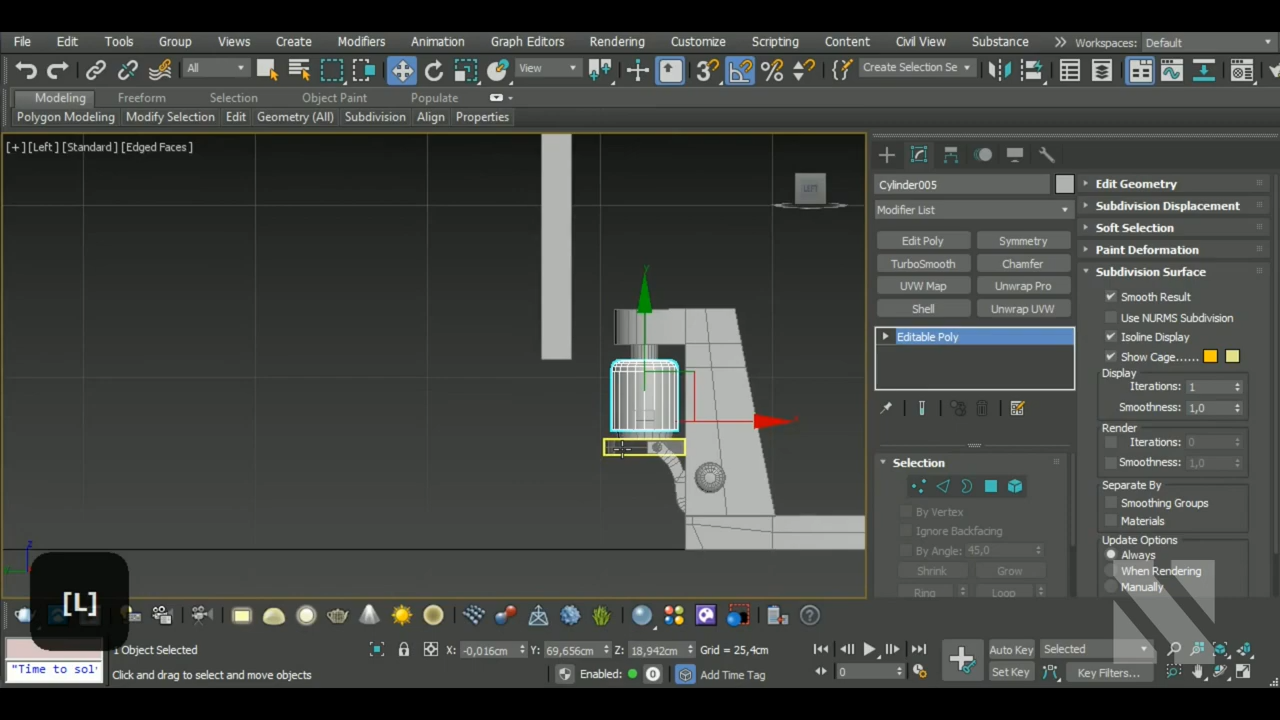 File Edit Tools Group Views Create Modifiers Animation Graph Editors Rendering Customize Scripting Content Civil View Substance Workspaces: Default
All View Create Selection Se
Modeling Freeform Selection Object Paint Populate
Polygon Modeling Modify Selection Edit Geometry (All) Subdivision Align Properties
[+] [Left] [Standard] [Edged Faces]
LEFT
Cylinder005
Modifier List
Edit Poly Symmetry
TurboSmooth Chamfer
UVW Map Unwrap Pro
Shell Unwrap UVW
Editable Poly
Selection
By Vertex
Ignore Backfacing
By Angle: 45,0
Shrink Grow
Ring Loop
Edit Geometry
Subdivision Displacement
Soft Selection
Paint Deformation
Subdivision Surface
Smooth Result
Use NURMS Subdivision
Isoline Display
Show Cage......
Display
Iterations: 1
Smoothness: 1,0
Render
Iterations: 0
Smoothness: 1,0
Separate By
Smoothing Groups
Materials
Update Options
Always
When Rendering
Manually
y
x
z
[L]
1 Object Selected X: -0,016cm Y: 69,656cm Z: 18,942cm Grid = 25,4cm Auto Key Selected
"Time to sol Click and drag to select and move objects Enabled: 0 Add Time Tag 0 Set Key Key Filters...